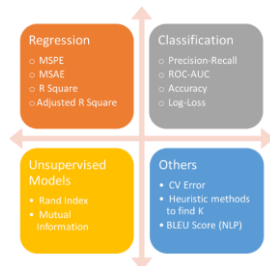 Regression
MSPE
MSAE
R Square
Adjusted R Square
Classification
Precision-Recall
ROC-AUC
Accuracy
Log-Loss
Unsupervised
Models
Rand Index
Mutual
Information
Others
CV Error
Heuristic methods
to find K
BLEU Score (NLP)